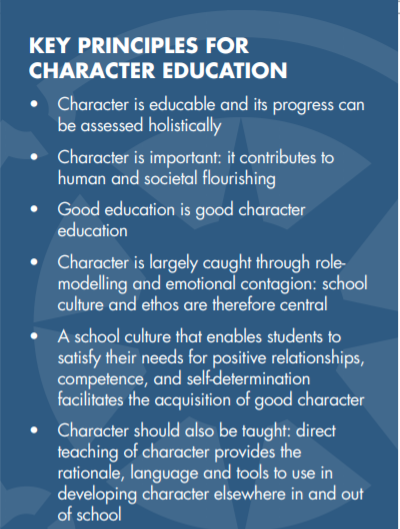 KEY PRINCIPLES FOR
CHARACTER EDUCATION
• Character is educable and its progress can
be assessed holistically
• Character is important: it contributes to
human and societal flourishing
• Good education is good character
education
• Character is largely caught through role-
modelling and emotional contagion: school
culture and ethos are therefore central
• A school culture that enables students to
satisfy their needs for positive relationships,
competence, and self-determination
facilitates the acquisition of good character
• Character should also be taught: direct
teaching of character provides the
rationale, language and tools to use in
developing character elsewhere in and out
of school